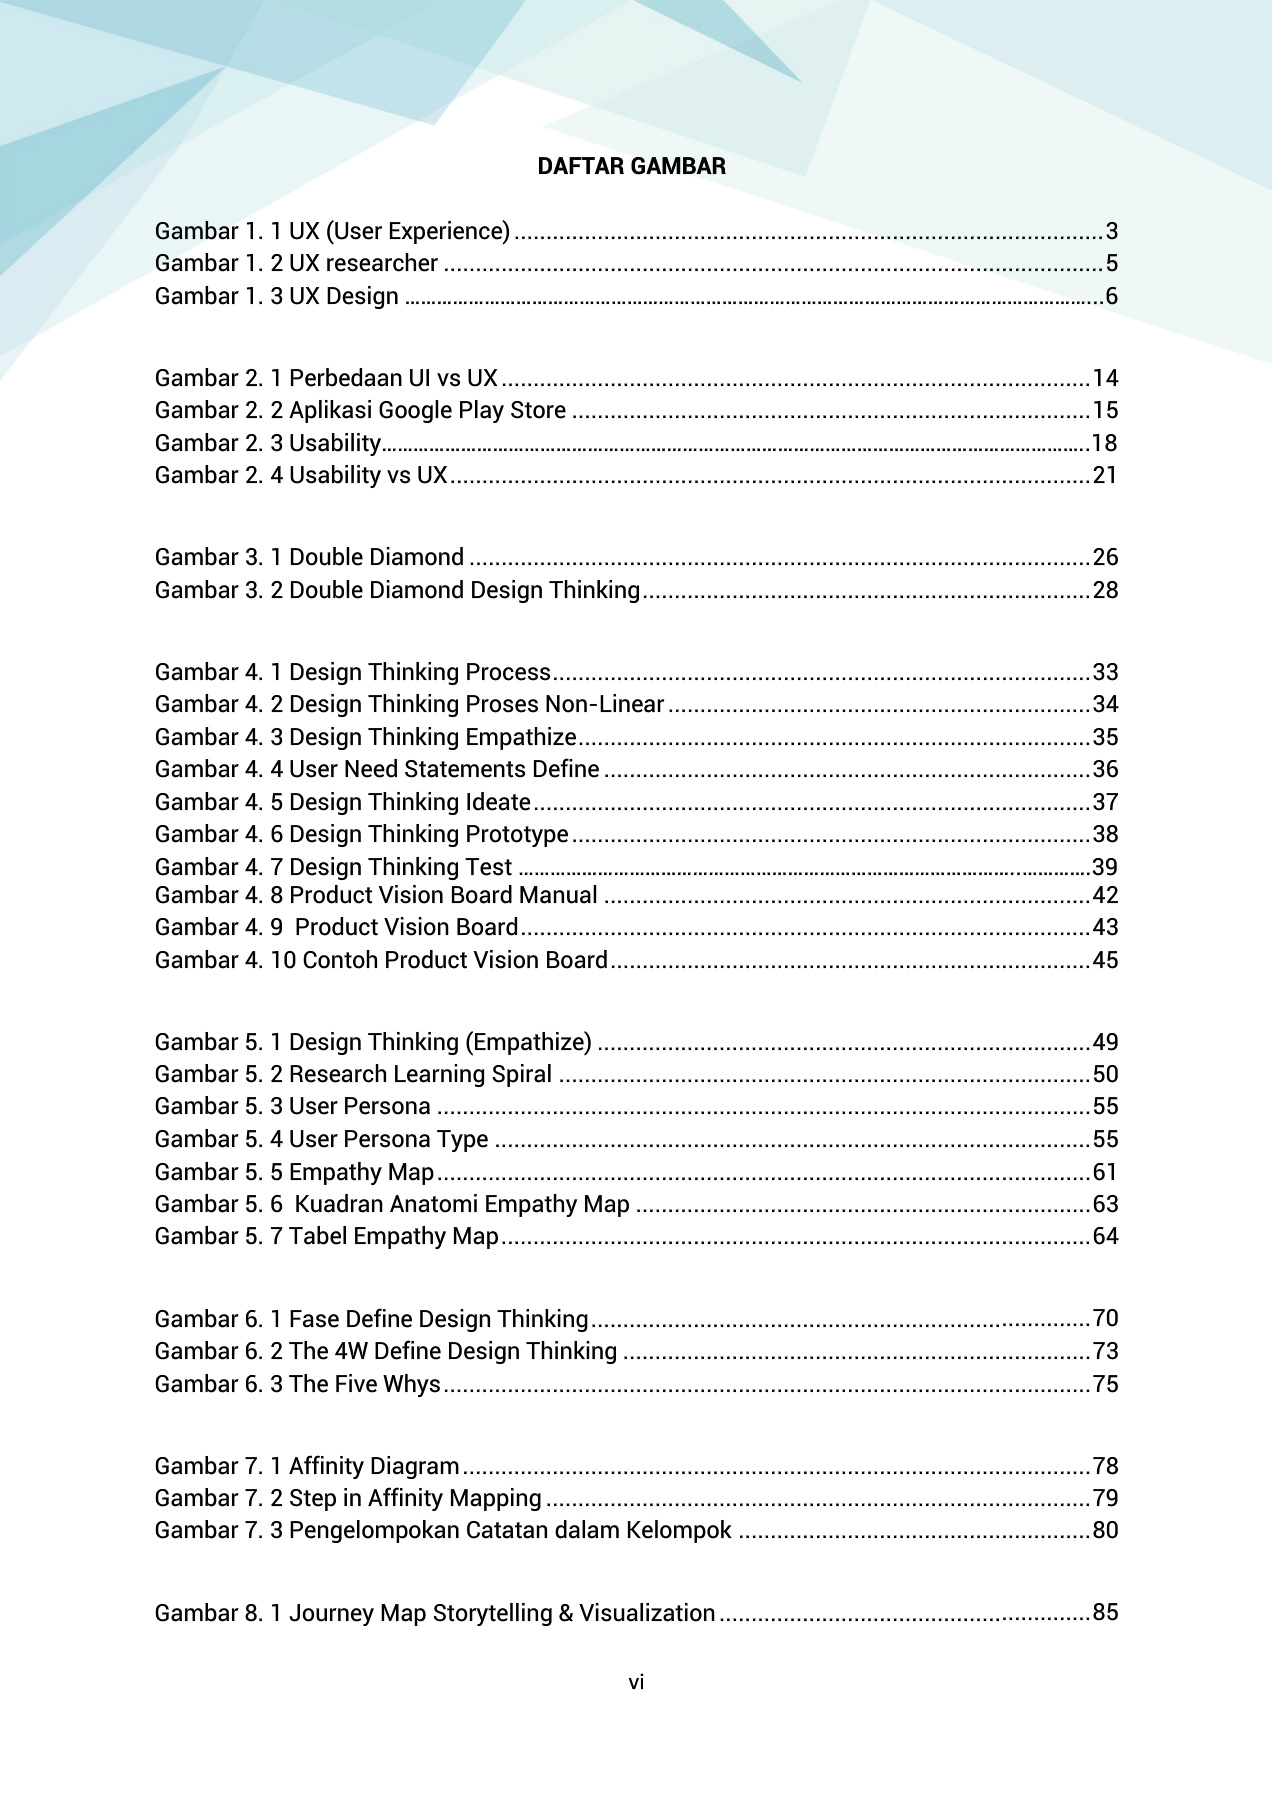 DAFTAR GAMBAR
Gambar 1. 1 UX (User Experience)............................................................................................3
Gambar 1. 2 UX researcher .......................................................................................................5
Gambar 1. 3 UX Design ……………………………………………………………………………………………………………...6
Gambar 2. 1 Perbedaan UI vs UX............................................................................................14
Gambar 2. 2 Aplikasi Google Play Store .................................................................................15
Gambar 2. 3 Usability………………………………………………………………………………………………………………..18
Gambar 2. 4 Usability vs UX....................................................................................................21
Gambar 3. 1 Double Diamond .................................................................................................26
Gambar 3. 2 Double Diamond Design Thinking......................................................................28
Gambar 4. 1 Design Thinking Process....................................................................................33
Gambar 4. 2 Design Thinking Proses Non-Linear ..................................................................34
Gambar 4. 3 Design Thinking Empathize................................................................................35
Gambar 4. 4 User Need Statements Define ............................................................................36
Gambar 4. 5 Design Thinking Ideate.......................................................................................37
Gambar 4. 6 Design Thinking Prototype.................................................................................38
Gambar 4. 7 Design Thinking Test ……………………………………………………………………………..…………..39
Gambar 4. 8 Product Vision Board Manual ............................................................................42
Gambar 4. 9  Product Vision Board.........................................................................................43
Gambar 4. 10 Contoh Product Vision Board...........................................................................45
Gambar 5. 1 Design Thinking (Empathize) .............................................................................49
Gambar 5. 2 Research Learning Spiral ...................................................................................50
Gambar 5. 3 User Persona ......................................................................................................55
Gambar 5. 4 User Persona Type .............................................................................................55
Gambar 5. 5 Empathy Map......................................................................................................61
Gambar 5. 6  Kuadran Anatomi Empathy Map .......................................................................63
Gambar 5. 7 Tabel Empathy Map............................................................................................64
Gambar 6. 1 Fase Define Design Thinking..............................................................................70
Gambar 6. 2 The 4W Define Design Thinking .........................................................................73
Gambar 6. 3 The Five Whys.....................................................................................................75
Gambar 7. 1 Affinity Diagram..................................................................................................78
Gambar 7. 2 Step in Affinity Mapping.....................................................................................79
Gambar 7. 3 Pengelompokan Catatan dalam Kelompok .......................................................80
Gambar 8. 1 Journey Map Storytelling & Visualization..........................................................85
vi